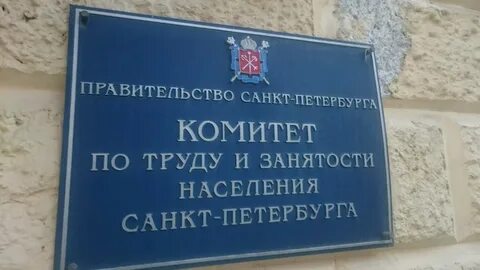 ПРАВИТЕЛЬСТВО САНКТ-ПЕТЕРБУРГА
КОМИТЕТ
ПО ТРУДУ И ЗАНЯТОСТИ
НАСЕЛЕНИЯ
САНКТ-ПЕТЕРБУРГА